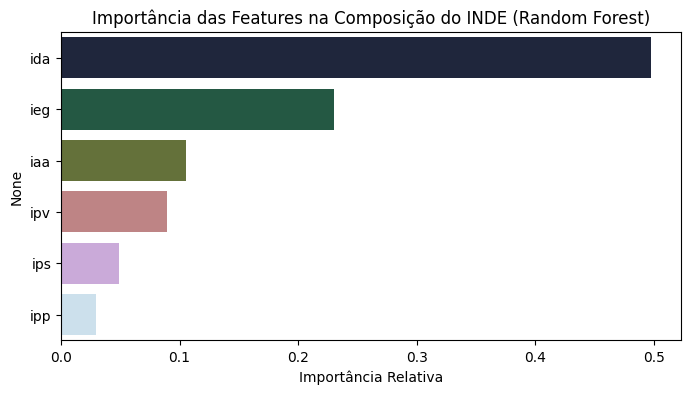 Importância das Features na Composição do INDE (Random Forest)
ida
ieg
iaa
ipv
ips
ipp
None
0.0 0.1 0.2 0.3 0.4 0.5
Importância Relativa